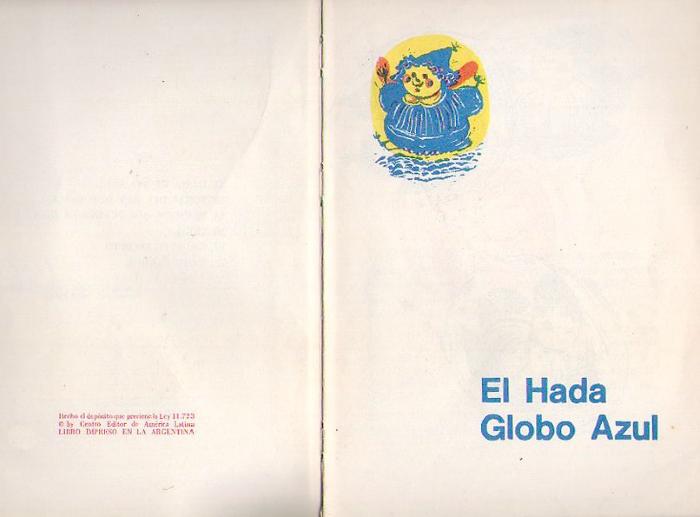 Hecho el depósito que previene la Ley 11.723
© by Centro Editor de América Latina
LIBRO IMPRESO EN LA ARGENTINA
El Hada
Globo Azul